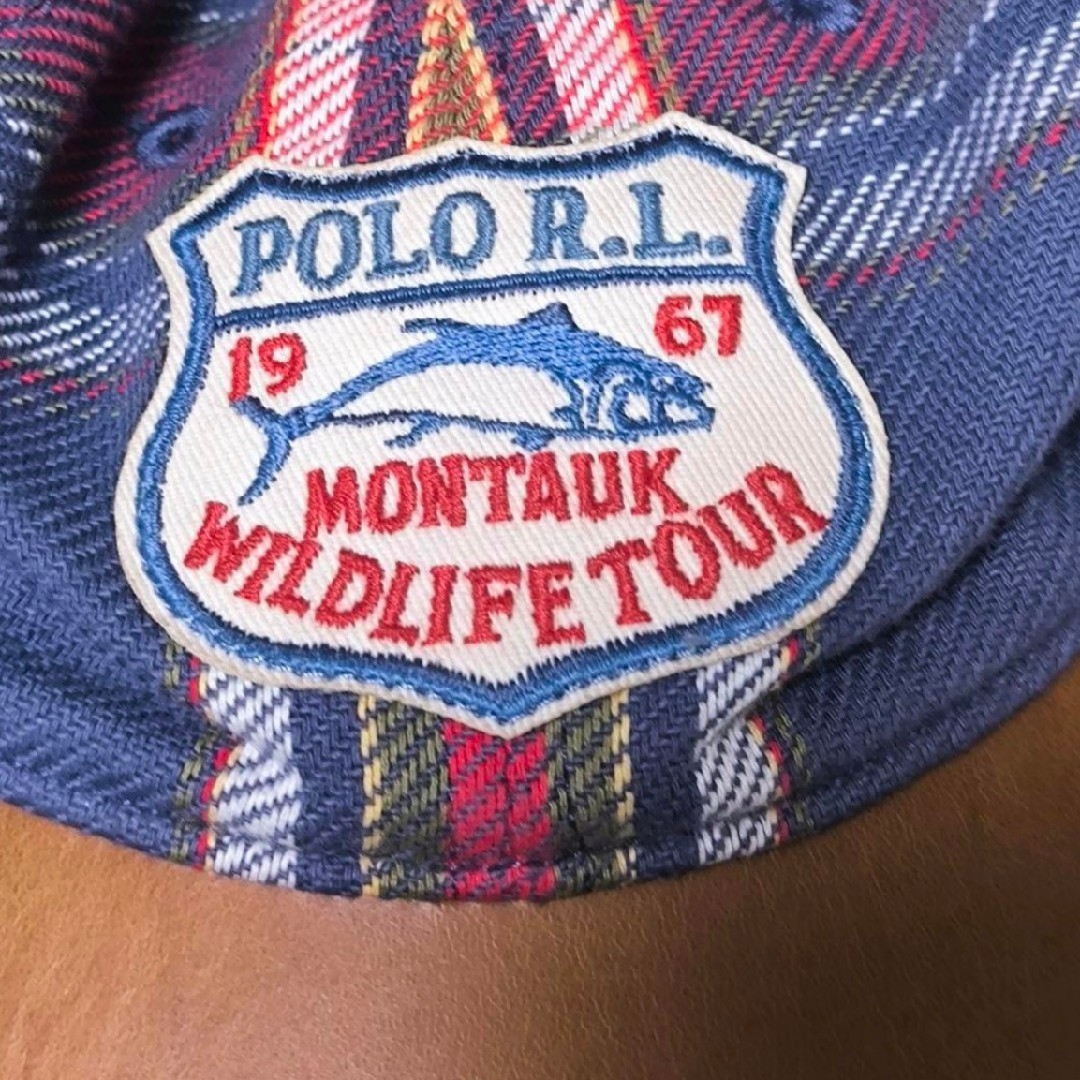 POLO R.L.
19 67
MONTAUK
WILDLIFE TOUR